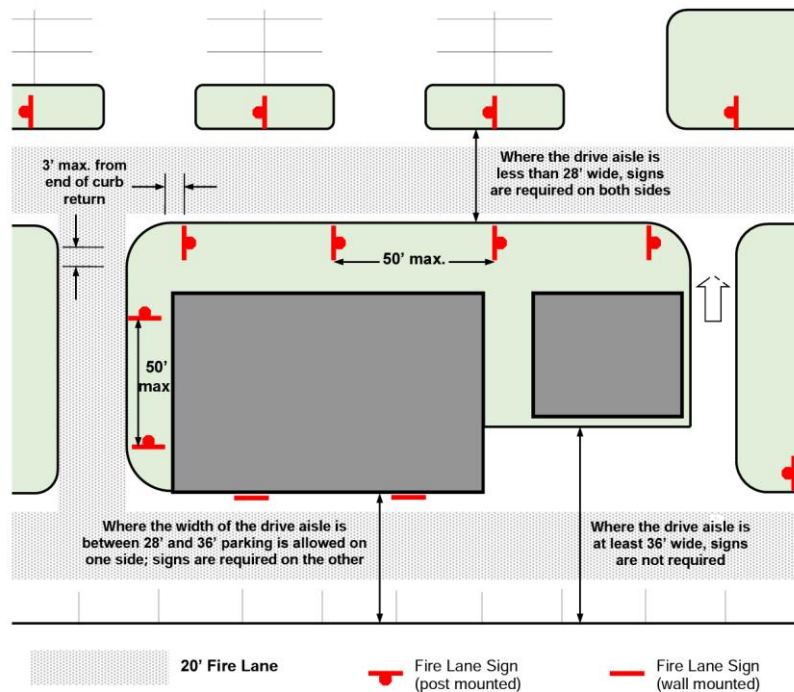 3’ max. from
end of curb
return
Where the drive aisle is
less than 28’ wide, signs
are required on both sides
50’ max.
50’
max
Where the width of the drive aisle is
between 28’ and 36’ parking is allowed on
one side; signs are required on the other
Where the drive aisle is
at least 36’ wide, signs
are not required
20’ Fire Lane
Fire Lane Sign
(post mounted)
Fire Lane Sign
(wall mounted)